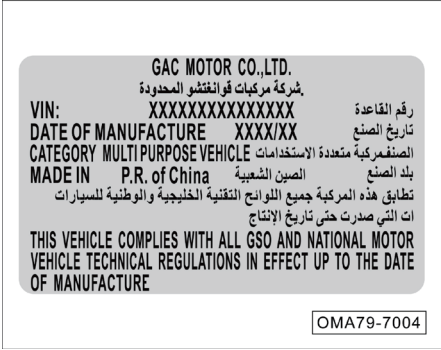 GAC MOTOR CO.,LTD.
شركة مركبات قوانغتشو المحدودة.
VIN: XXXXXXXXXXXXXXX رقم القاعدة
DATE OF MANUFACTURE XXXX/XX تاريخ الصنع
CATEGORY MULTI PURPOSE VEHICLE الصنف‎مركبة متعددة الاستخدامات
MADE IN P.R. of China الصين الشعبية بلد الصنع
تطابق هذه المركبة جميع اللوائح التقنية الخليجية والوطنية للسيارات
ات التي صدرت حتى تاريخ الإنتاج
THIS VEHICLE COMPLIES WITH ALL GSO AND NATIONAL MOTOR
VEHICLE TECHNICAL REGULATIONS IN EFFECT UP TO THE DATE
OF MANUFACTURE
OMA79-7004